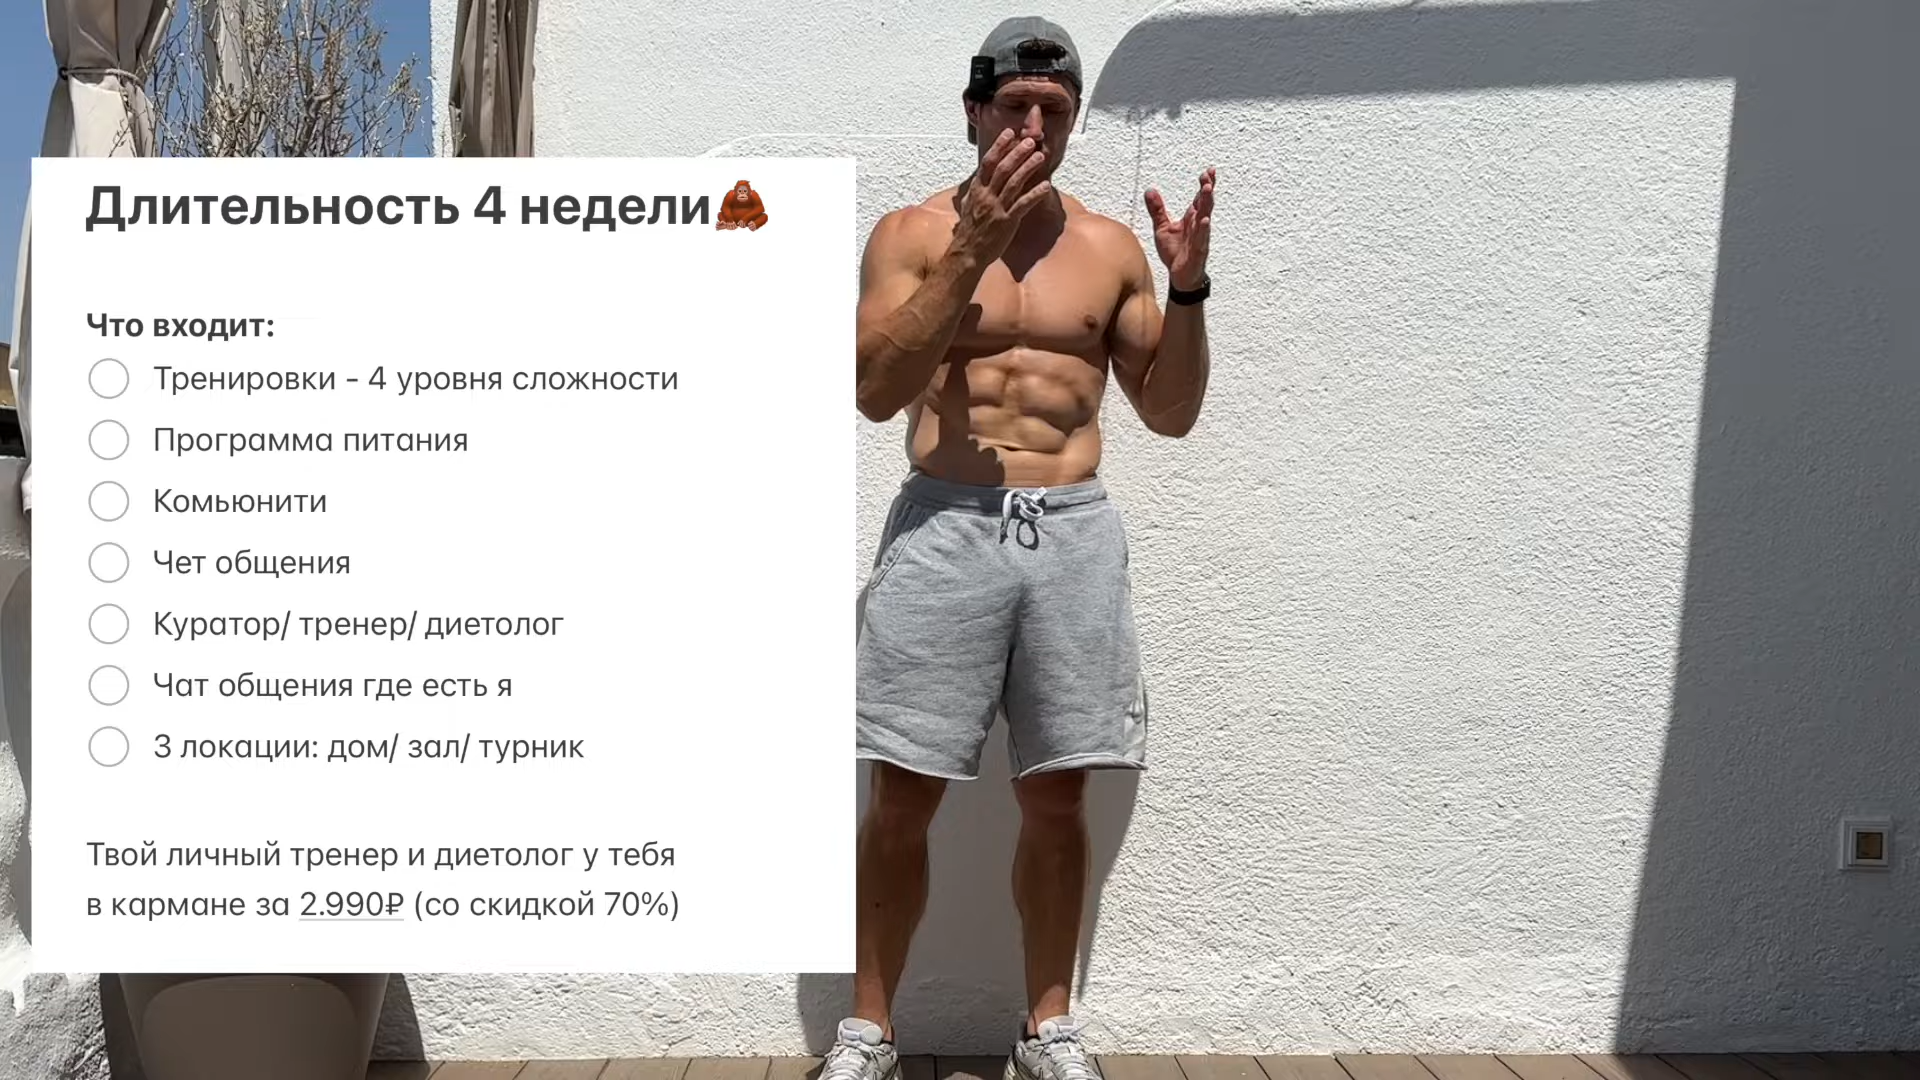 Длительность 4 недели🦧
Что входит:
Тренировки - 4 уровня сложности
Программа питания
Комьюнити
Чет общения
Куратор/ тренер/ диетолог
Чат общения где есть я
3 локации: дом/ зал/ турник
Твой личный тренер и диетолог у тебя
в кармане за 2.990₽ (со скидкой 70%)